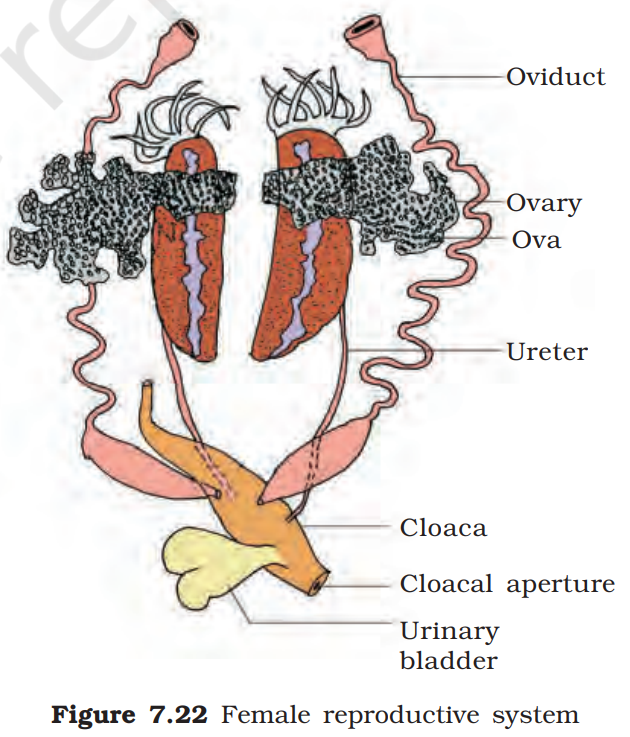 Oviduct
Ovary
Ova
Ureter
Cloaca
Cloacal aperture
Urinary
bladder
Figure 7.22 Female reproductive system